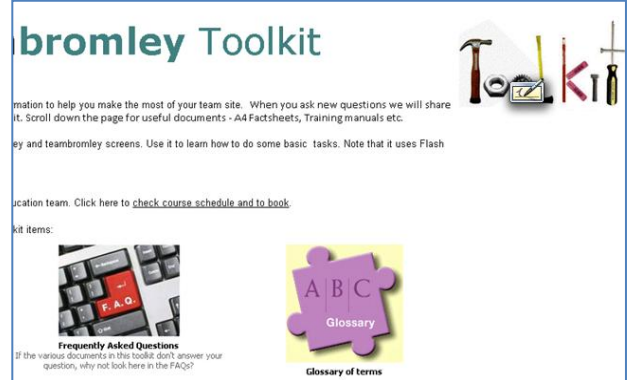 bromley Toolkit
Toolkit
mation to help you make the most of your team site. When you ask new questions we will share
it. Scroll down the page for useful documents - A4 Factsheets, Training manuals etc.
ey and teambromley screens. Use it to learn how to do some basic tasks. Note that it uses Flash
ucation team. Click here to check course schedule and to book.
kit items:
F. A. Q.
A B C
Glossary
Frequently Asked Questions
If the various documents in this toolkit don't answer your
question, why not look here in the FAQs?
Glossary of terms